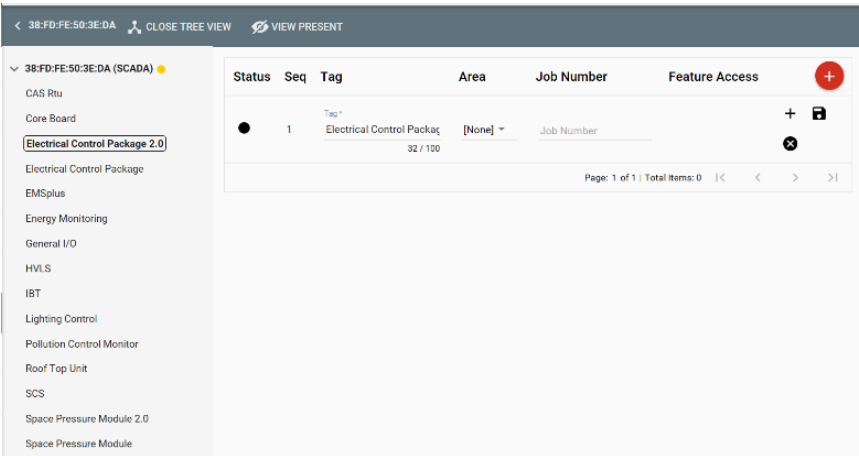 38:FD:FE:50:3E:DA CLOSE TREE VIEW VIEW PRESENT
38:FD:FE:50:3E:DA (SCADA)
CAS Rtu
Core Board
Electrical Control Package 2.0
Electrical Control Package
EMSplus
Energy Monitoring
General I/O
HVLS
IBT
Lighting Control
Pollution Control Monitor
Roof Top Unit
SCS
Space Pressure Module 2.0
Space Pressure Module
Status Seq Tag Area Job Number Feature Access
Tag*
1 Electrical Control Packag [None] Job Number
32 / 100
Page: 1 of 1 | Total Items: 0